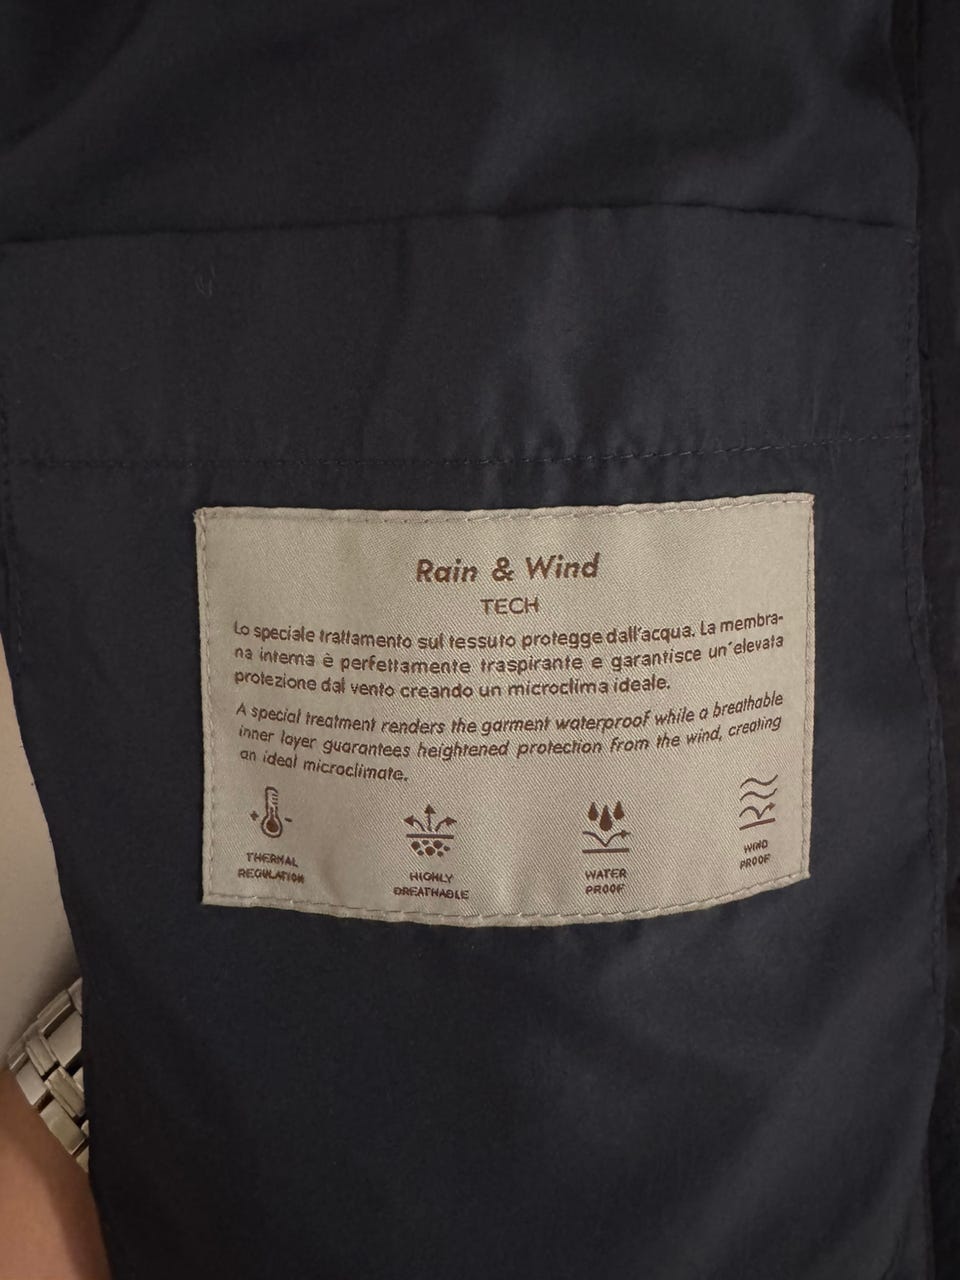 Rain & Wind
TECH
Lo speciale trattamento sul tessuto protegge dall'acqua. La membra-
na interna è perfettamente traspirante e garantisce un'elevata
protezione dal vento creando un microclima ideale.
A special treatment renders the garment waterproof while a breathable
inner layer guarantees heightened protection from the wind, creating
an ideal microclimate.
THERMAL
REGULATION
HIGHLY
BREATHABLE
WATER
PROOF
WIND
PROOF